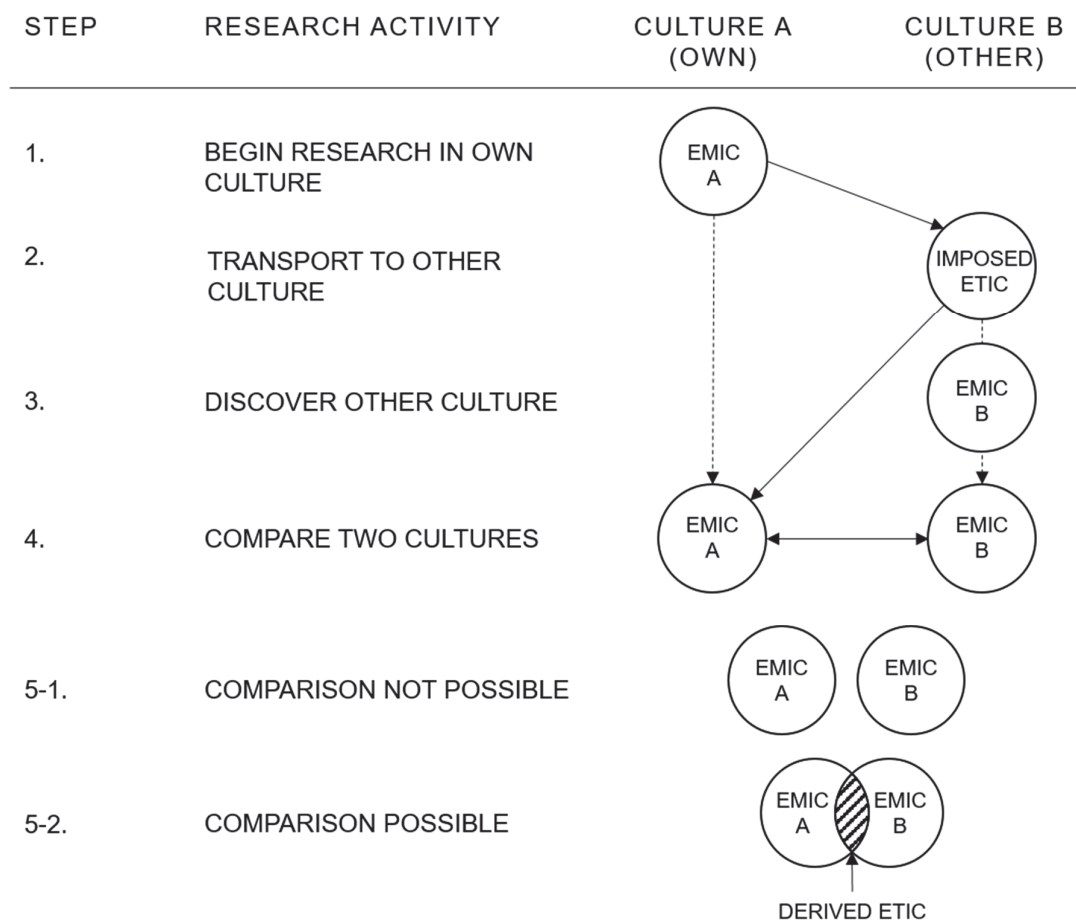 STEP RESEARCH ACTIVITY CULTURE A CULTURE B
(OWN) (OTHER)
1. BEGIN RESEARCH IN OWN
CULTURE
EMIC
A
2. TRANSPORT TO OTHER
CULTURE
IMPOSED
ETIC
3. DISCOVER OTHER CULTURE
EMIC
B
4. COMPARE TWO CULTURES
EMIC
A
EMIC
B
5-1. COMPARISON NOT POSSIBLE
EMIC
A
EMIC
B
5-2. COMPARISON POSSIBLE
EMIC
A
EMIC
B
DERIVED ETIC